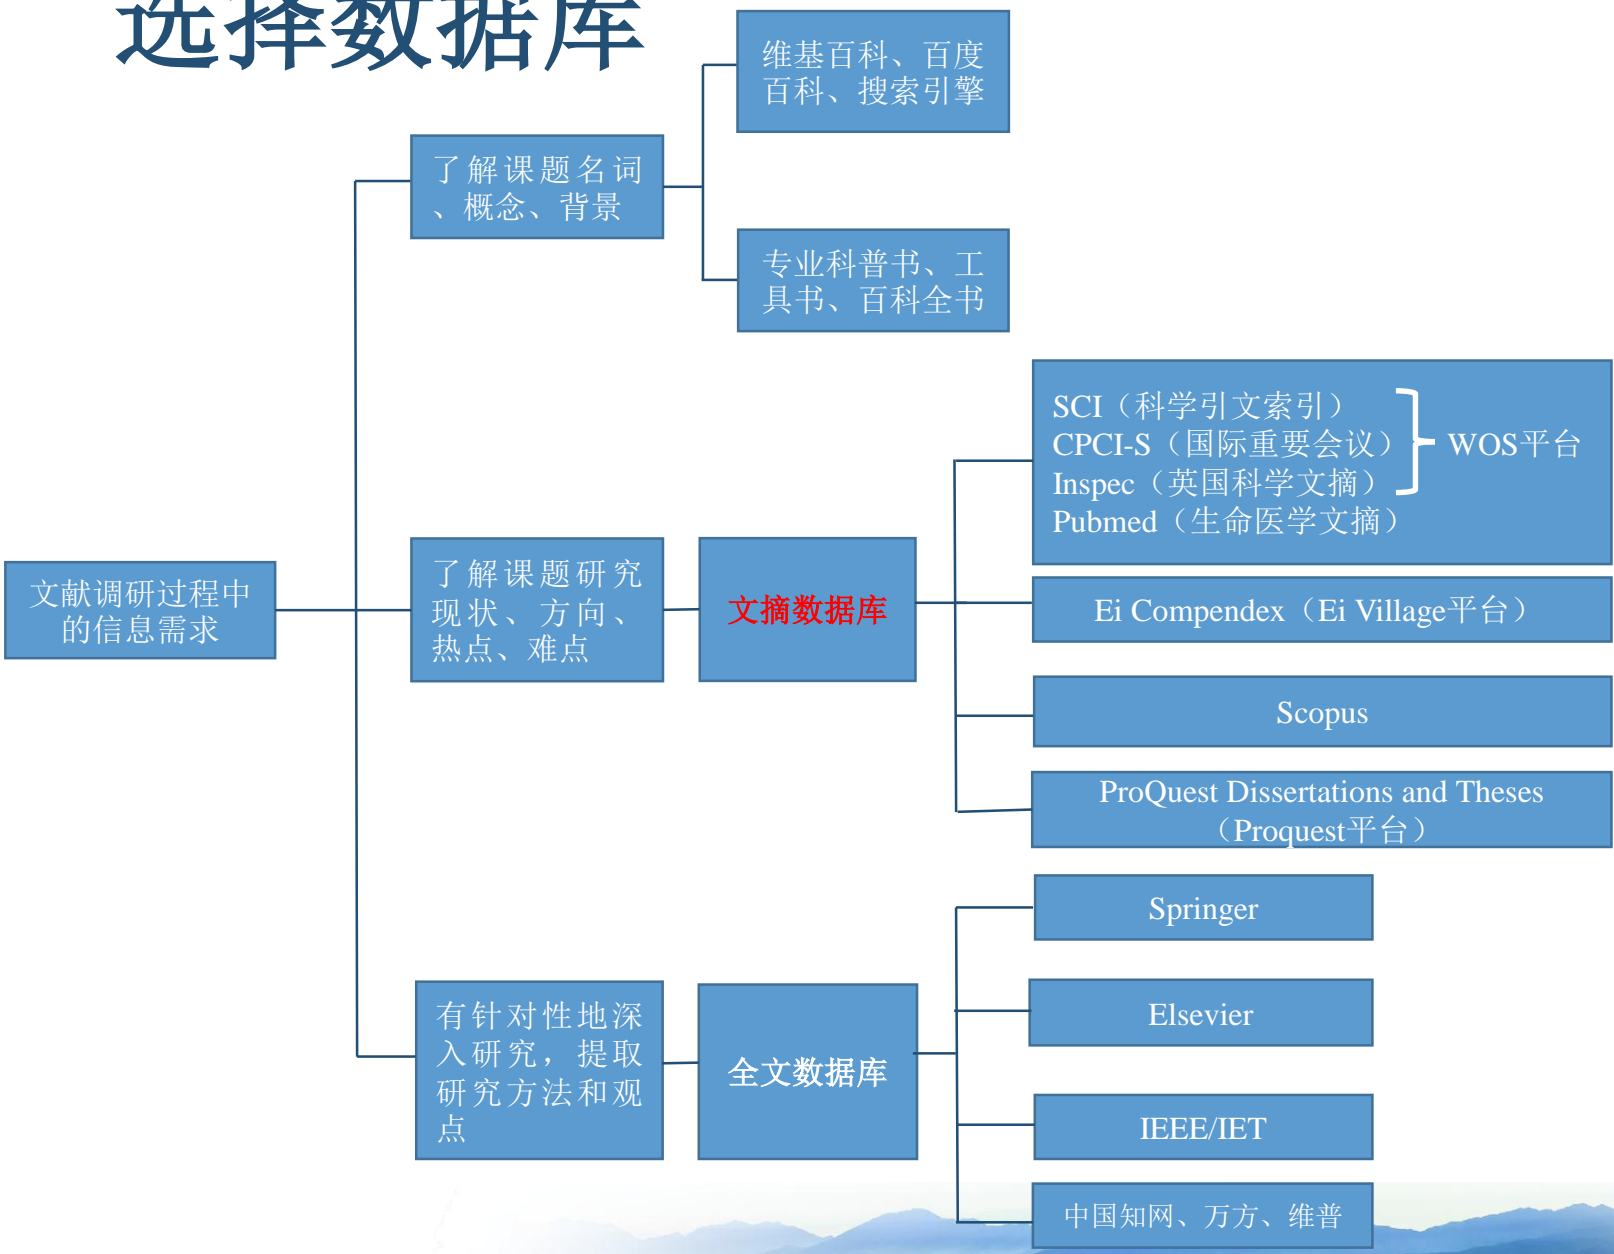 选择数据库
维基百科、百度
百科、搜索引擎
了解课题名词
、概念、背景
专业科普书、工
具书、百科全书
SCI（科学引文索引）
CPCI-S（国际重要会议） WOS平台
Inspec（英国科学文摘）
Pubmed（生命医学文摘）
文献调研过程中
的信息需求
了解课题研究
现状、方向、
热点、难点
文摘数据库
Ei Compendex（Ei Village平台）
Scopus
ProQuest Dissertations and Theses
（Proquest平台）
有针对性地深
入研究，提取
研究方法和观
点
全文数据库
Springer
Elsevier
IEEE/IET
中国知网、万方、维普